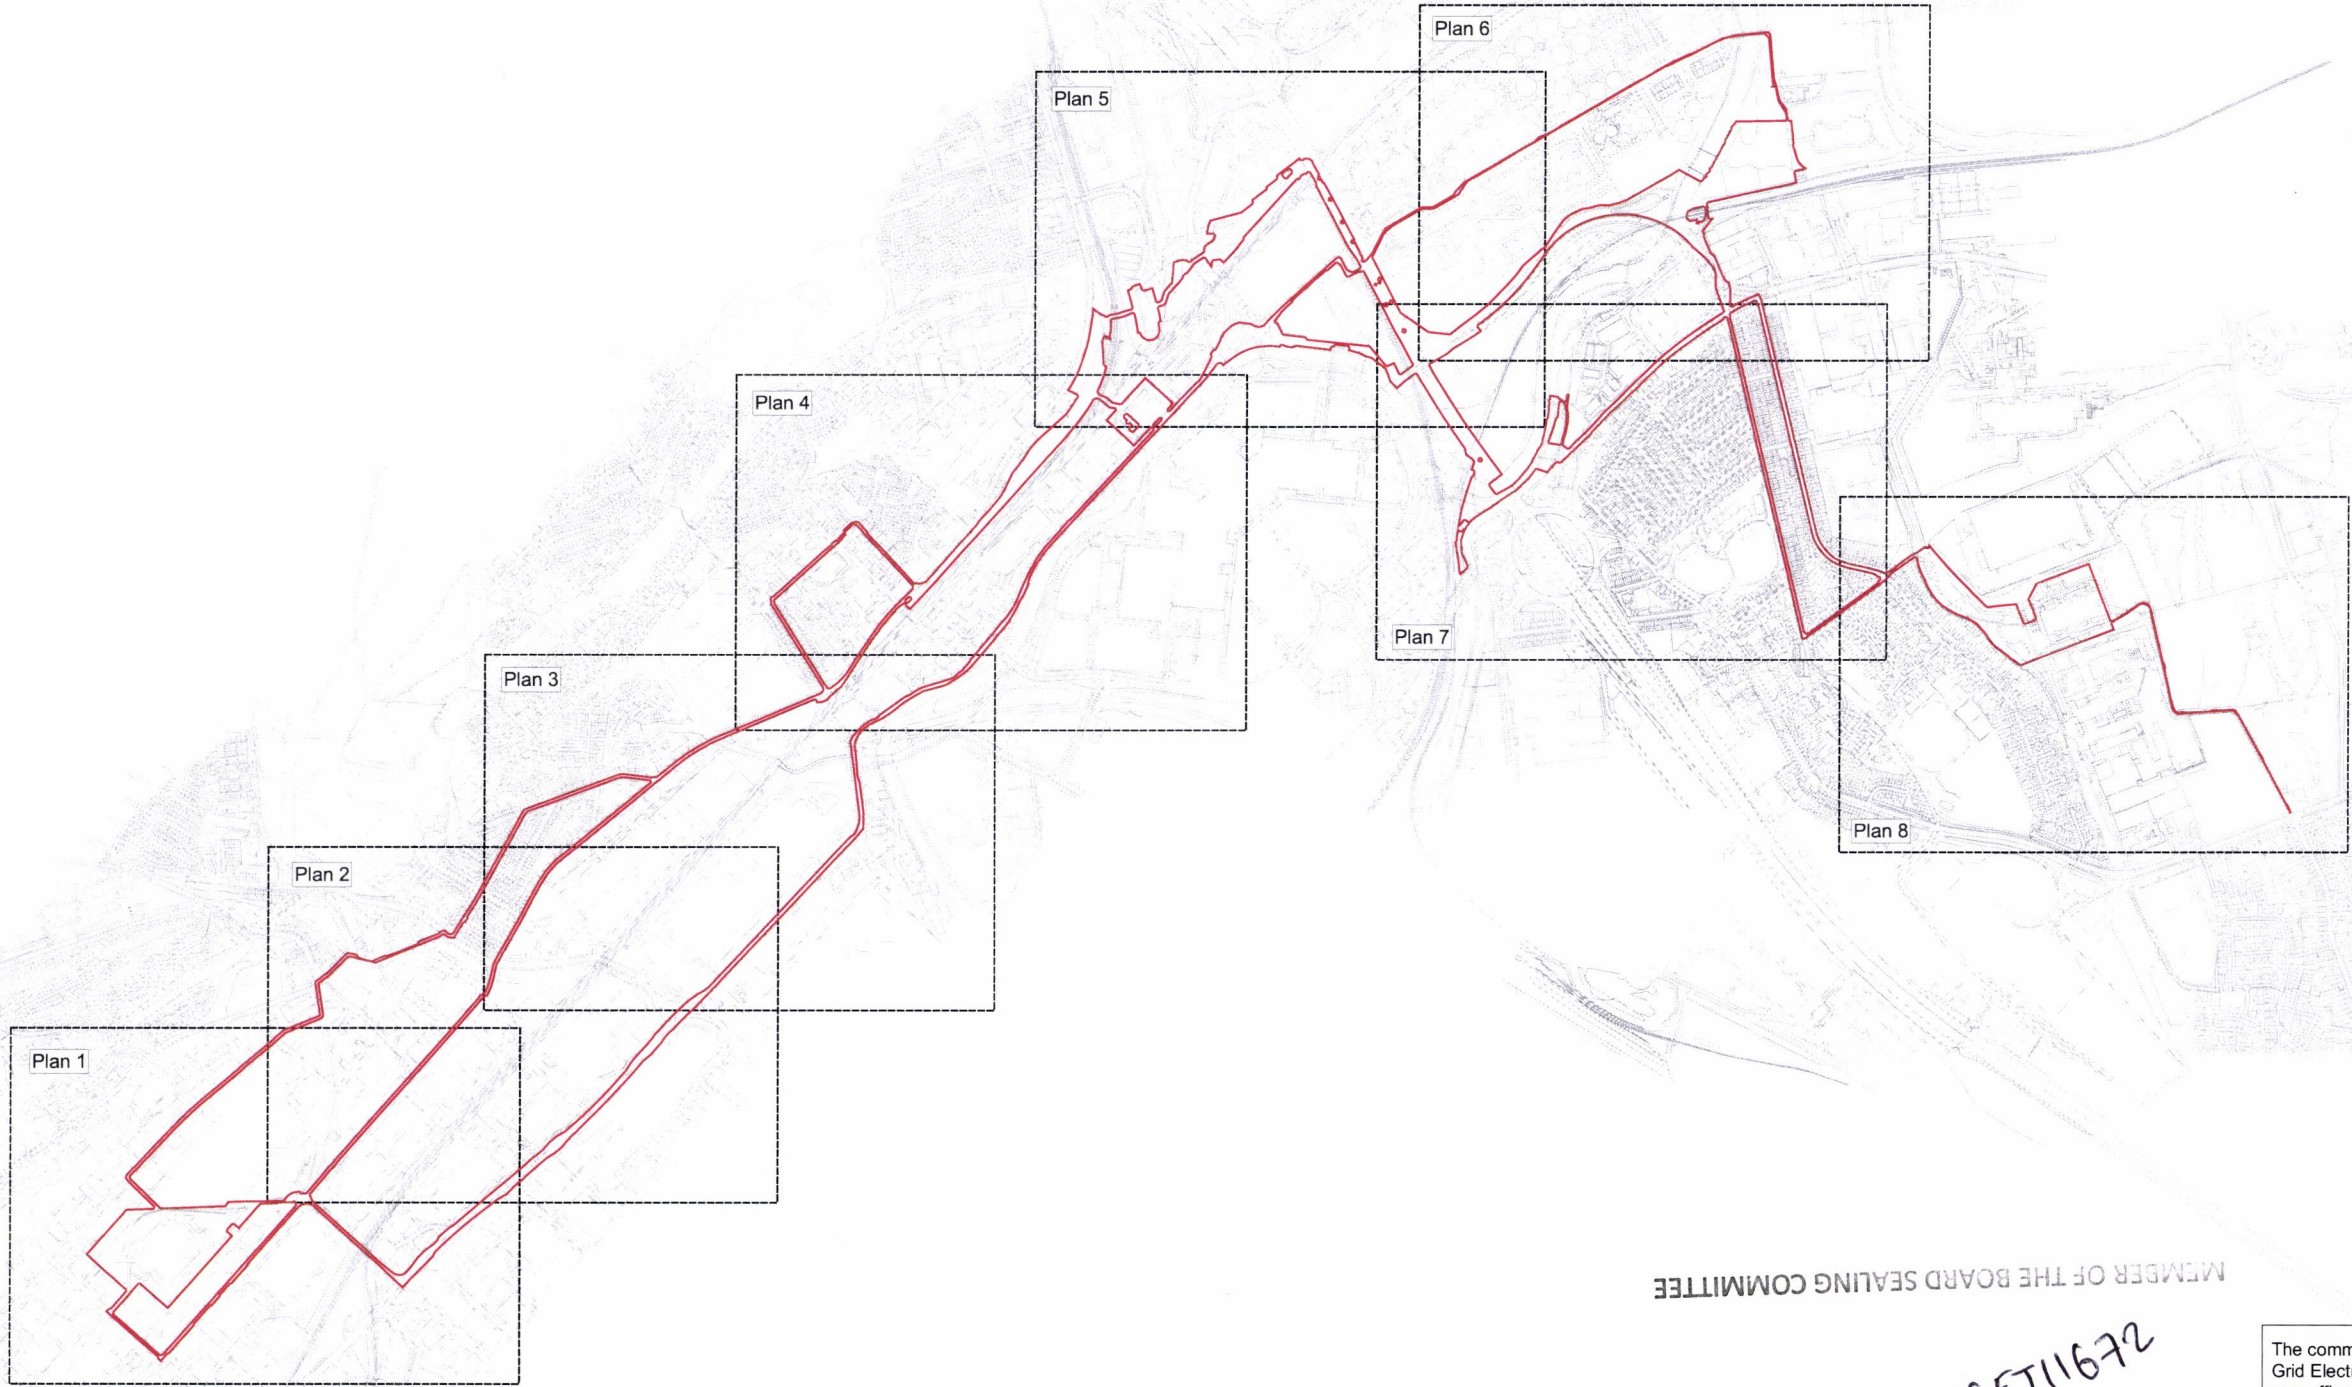 Plan 6
Plan 5
Plan 4
Plan 7
Plan 3
Plan 8
Plan 2
Plan 1
MEMBER OF THE BOARD SEALING COMMITTEE
The comm
Grid Elect